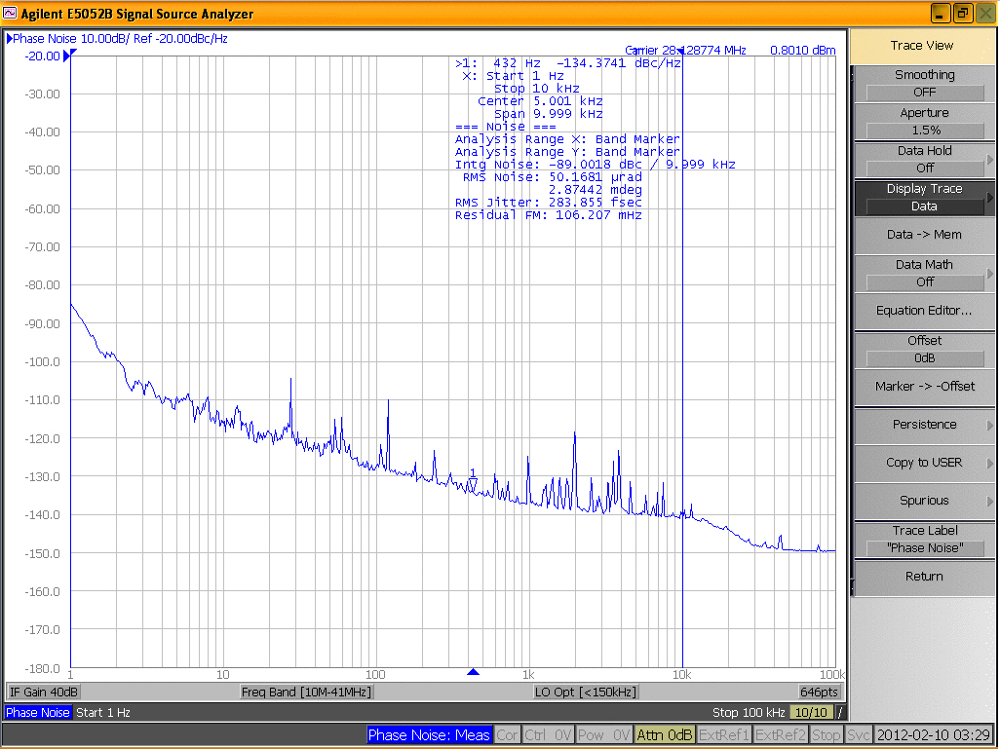 Agilent E5052B Signal Source Analyzer
Phase Noise 10.00dB/ Ref -20.00dBc/Hz
Carrier 28.128774 MHz 0.8010 dBm
>1: 432 Hz -134.3741 dBc/Hz
X: Start 1 Hz
Stop 10 kHz
Center 5.001 kHz
Span 9.999 kHz
=== Noise ===
Analysis Range X: Band Marker
Analysis Range Y: Band Marker
Intg Noise: -89.0018 dBc / 9.999 kHz
RMS Noise: 50.1681 µrad
2.87442 mdeg
RMS Jitter: 283.855 fsec
Residual FM: 106.207 mHz
-20.00
-30.00
-40.00
-50.00
-60.00
-70.00
-80.00
-90.00
-100.0
-110.0
-120.0
-130.0
-140.0
-150.0
-160.0
-170.0
-180.0
1
1 10 100 1k 10k 100k
IF Gain 40dB Freq Band [10M-41MHz] LO Opt [<150kHz] 646pts
Phase Noise Start 1 Hz Stop 100 kHz 10/10 /
Phase Noise: Meas Cor Ctrl 0V Pow 0V Attn 0dB ExtRef1 ExtRef2 Stop Svc 2012-02-10 03:29
Trace View
Smoothing
OFF
Aperture
1.5%
Data Hold
Off
Display Trace
Data
Data -> Mem
Data Math
Off
Equation Editor...
Offset
0dB
Marker -> -Offset
Persistence
Copy to USER
Spurious
Trace Label
"Phase Noise"
Return